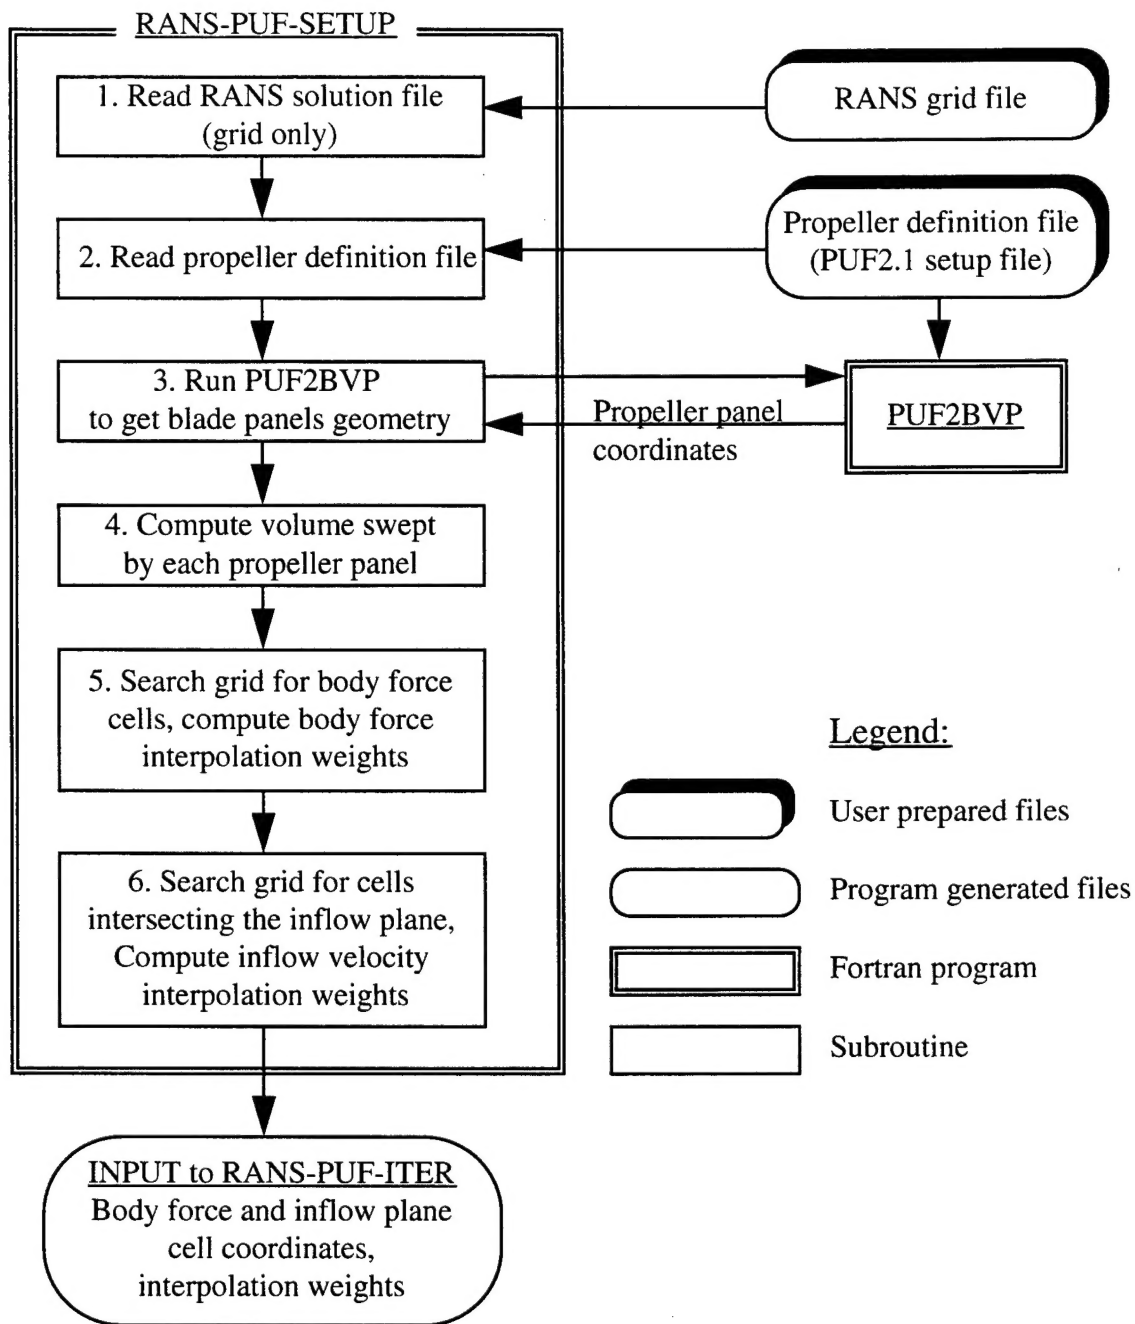 RANS-PUF-SETUP
1. Read RANS solution file
(grid only)
RANS grid file
2. Read propeller definition file
Propeller definition file
(PUF2.1 setup file)
3. Run PUF2BVP
to get blade panels geometry
Propeller panel
coordinates
PUF2BVP
4. Compute volume swept
by each propeller panel
5. Search grid for body force
cells, compute body force
interpolation weights
6. Search grid for cells
intersecting the inflow plane,
Compute inflow velocity
interpolation weights
Legend:
User prepared files
Program generated files
Fortran program
Subroutine
INPUT to RANS-PUF-ITER
Body force and inflow plane
cell coordinates,
interpolation weights